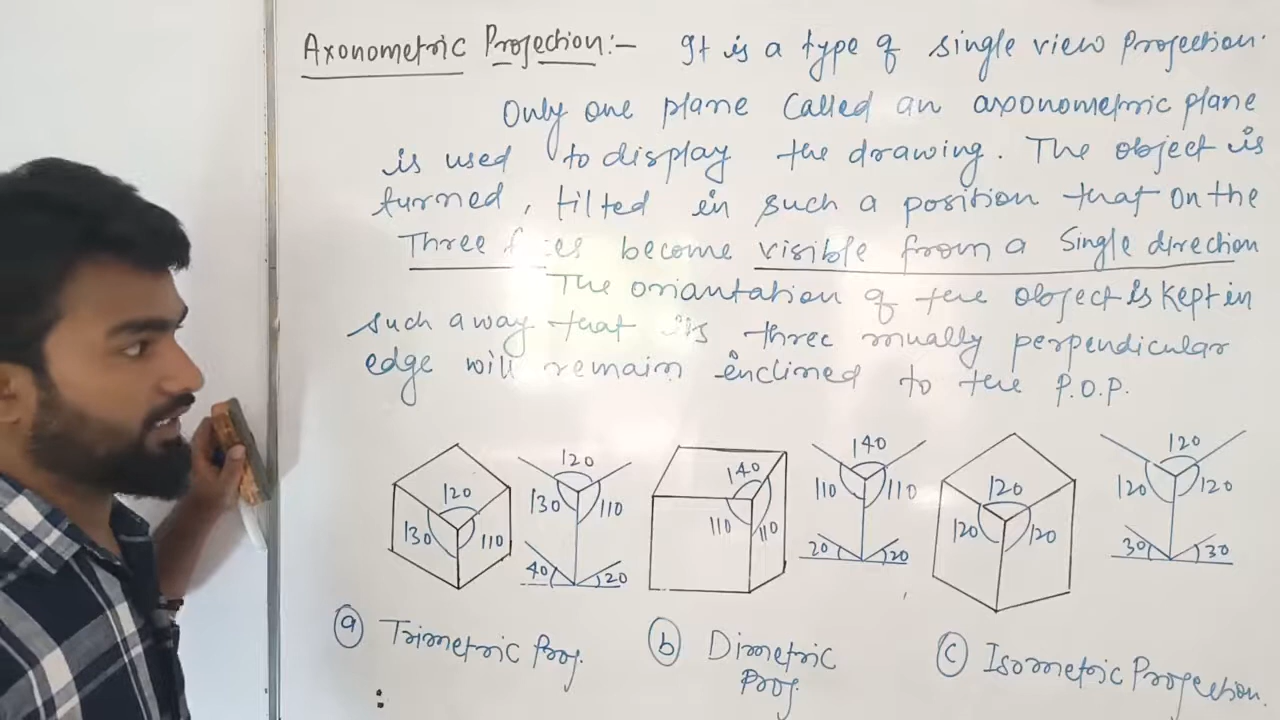 Axonometric Projection:- It is a type of single view Projection.
Only one plane Called an axonometric plane
is used to display the drawing. The object is
turned, tilted in such a position that on the
Three faces become visible from a Single direction
The oriantation of the object is kept in
such a way that its three mually perpendicular
edge will remain enclined to the P.O.P.
120 130 110
120 130 110 40 20
140 110 110
140 110 110 20 20
120 120 120
120 120 120 30 30
(a) Trimetric Proj.
(b) Dimetric
Proj.
(c) Isometric Projection.